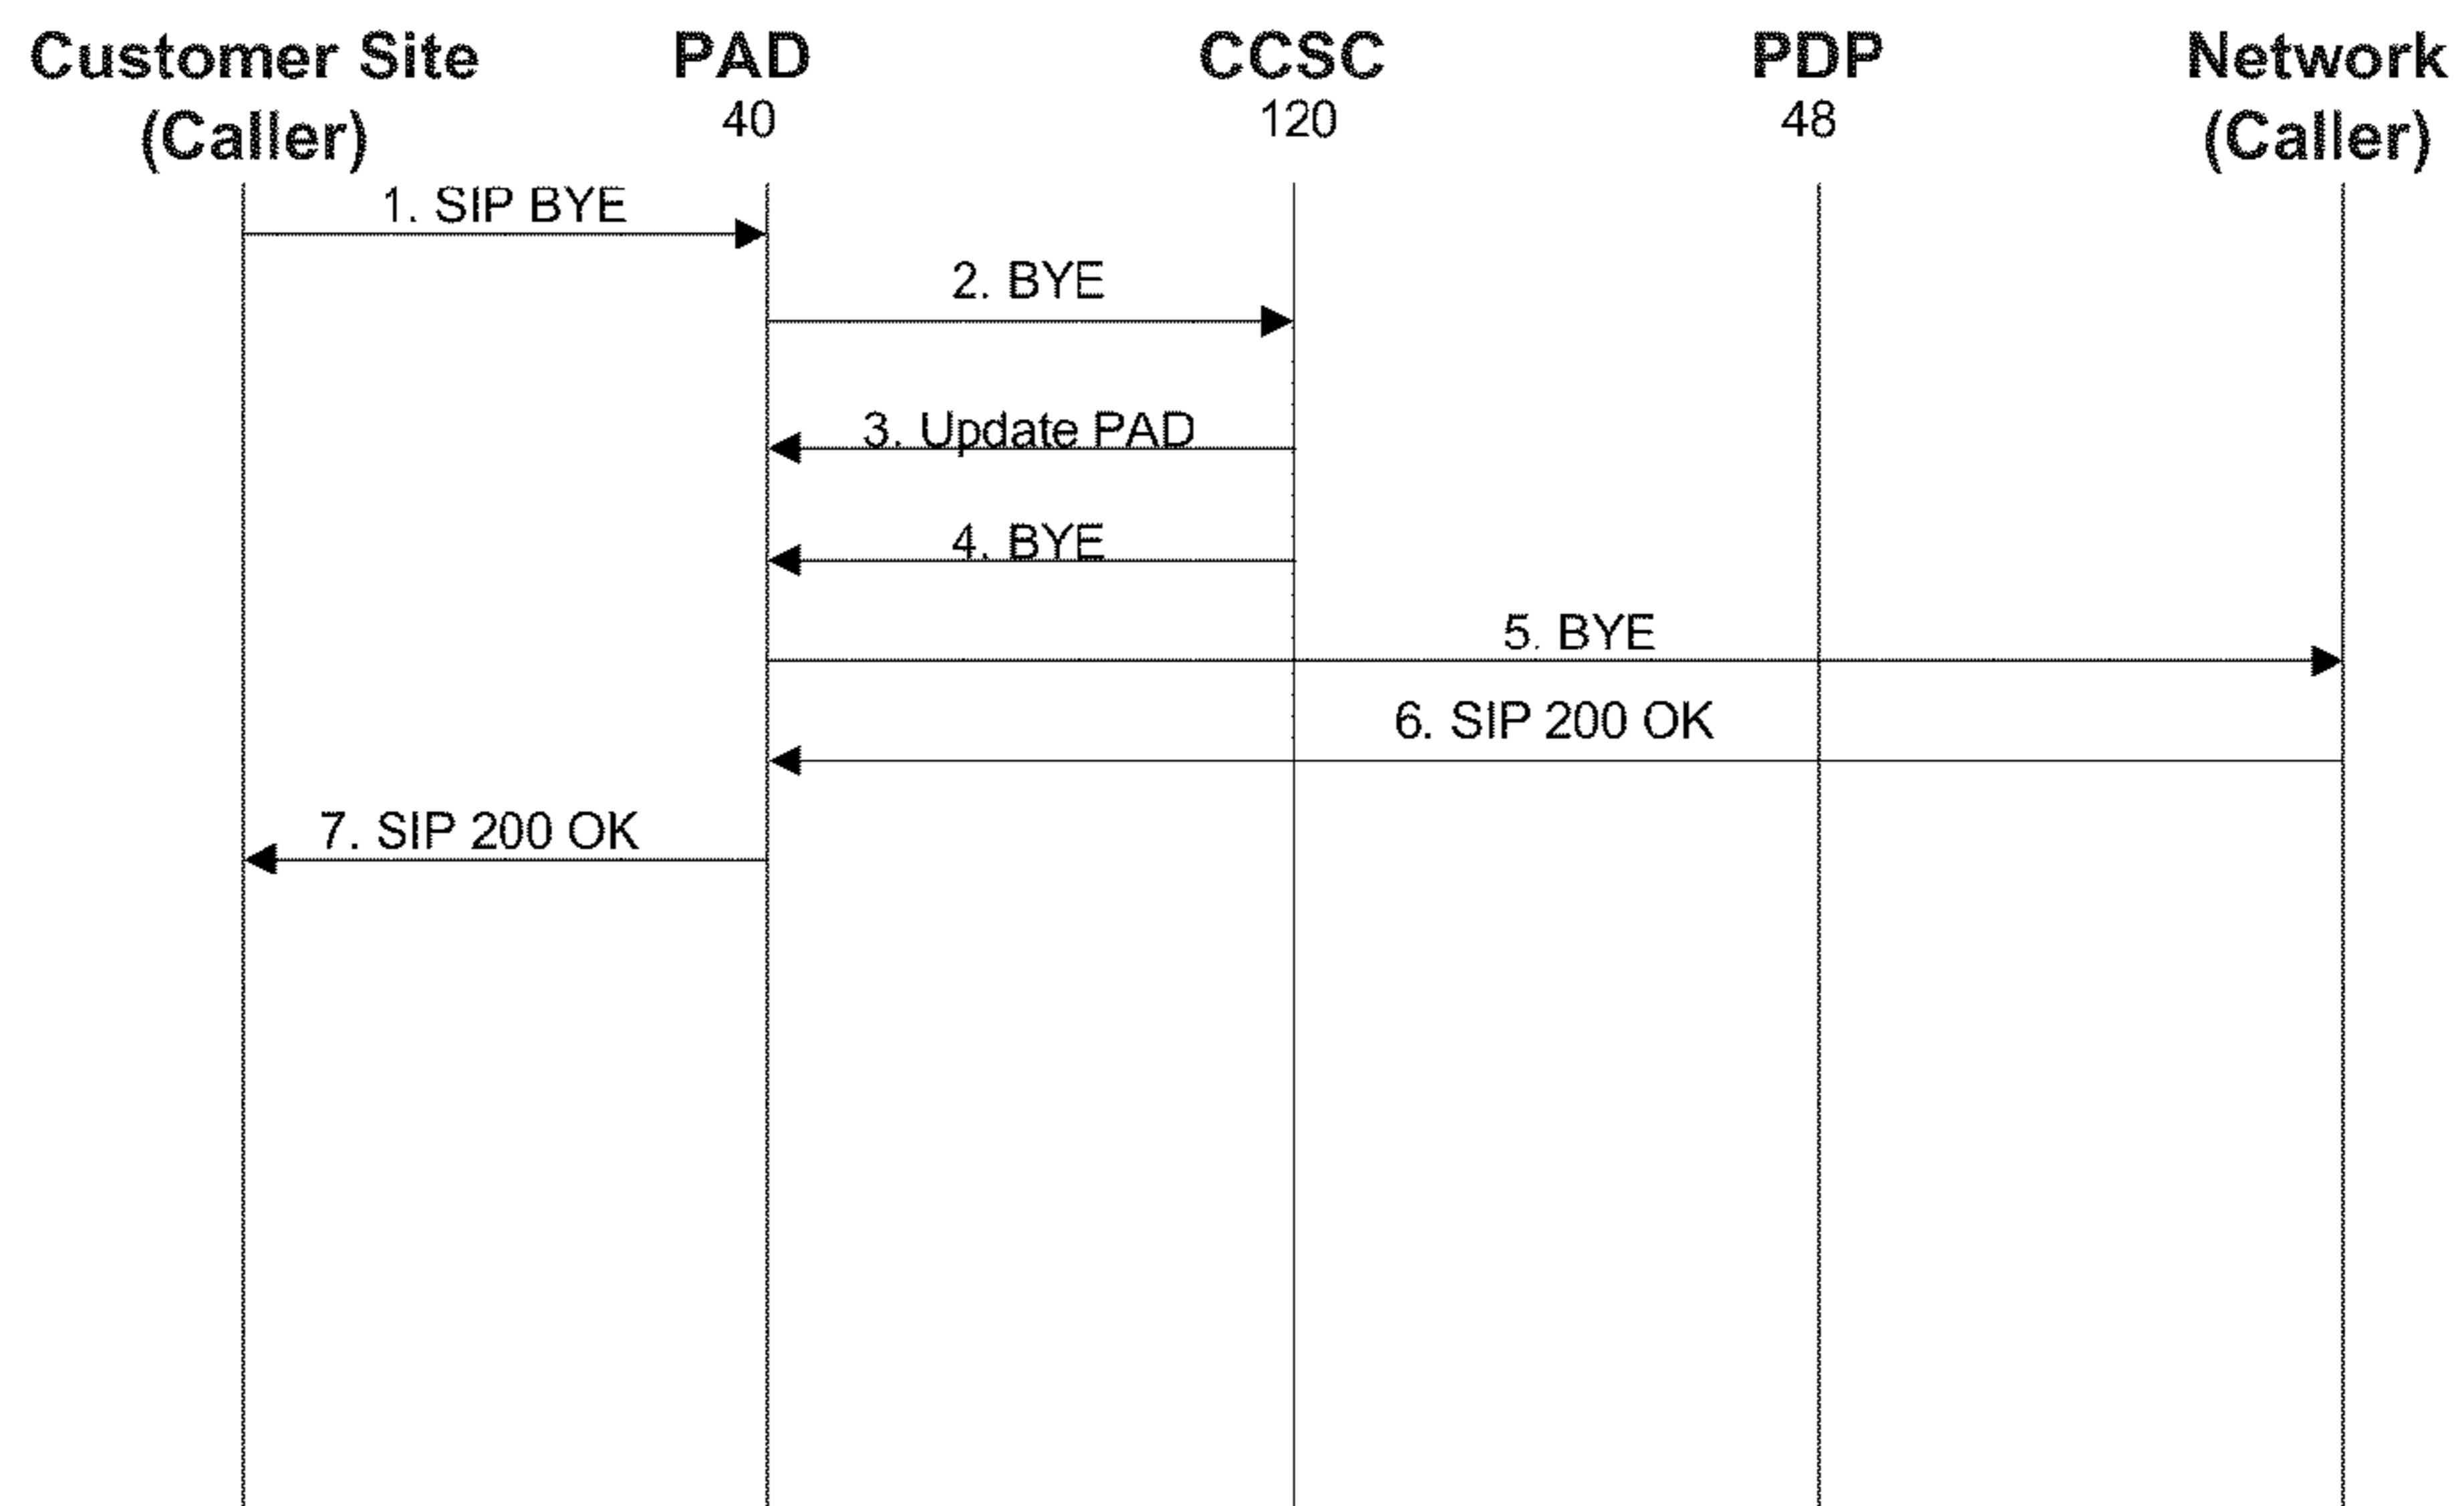 Customer Site
(Caller)
PAD
40
CCSC
120
PDP
48
Network
(Caller)
1. SIP BYE
2. BYE
3. Update PAD
4. BYE
5. BYE
6. SIP 200 OK
7. SIP 200 OK